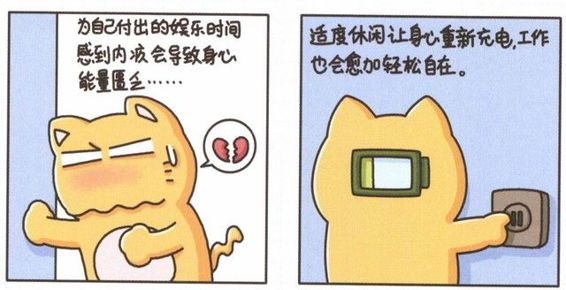 为自己付出的娱乐时间
感到内疚会导致身心
能量匮乏……
适度休闲让身心重新充电,工作
也会愈加轻松自在。